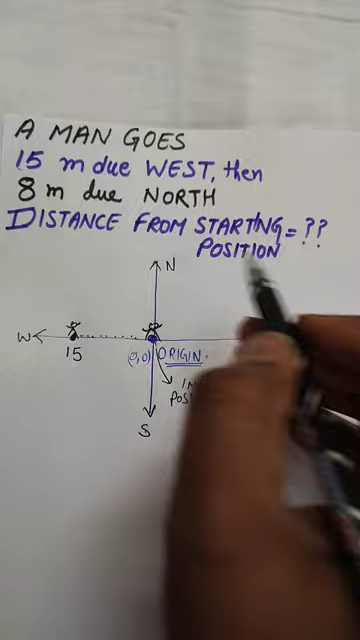 A MAN GOES
15 m due WEST, then
8 m due NORTH
DISTANCE FROM STARTING = ??
POSITION
N
W
15
(0,0) ORIGIN.
S